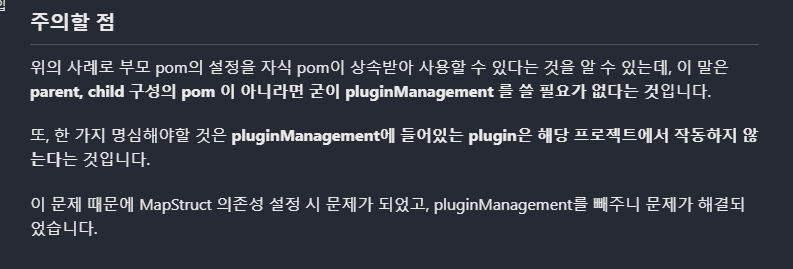 입
주의할 점
위의 사례로 부모 pom의 설정을 자식 pom이 상속받아 사용할 수 있다는 것을 알 수 있는데, 이 말은
parent, child 구성의 pom 이 아니라면 굳이 pluginManagement 를 쓸 필요가 없다는 것입니다.
또, 한 가지 명심해야할 것은 pluginManagement에 들어있는 plugin은 해당 프로젝트에서 작동하지 않
는다는 것입니다.
이 문제 때문에 MapStruct 의존성 설정 시 문제가 되었고, pluginManagement를 빼주니 문제가 해결되
었습니다.